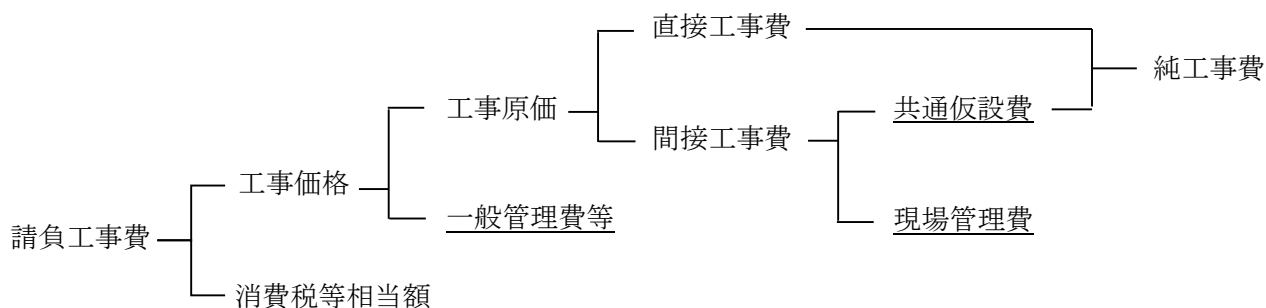 直接工事費
純工事費
工事原価
共通仮設費
間接工事費
工事価格
一般管理費等
現場管理費
請負工事費
消費税等相当額